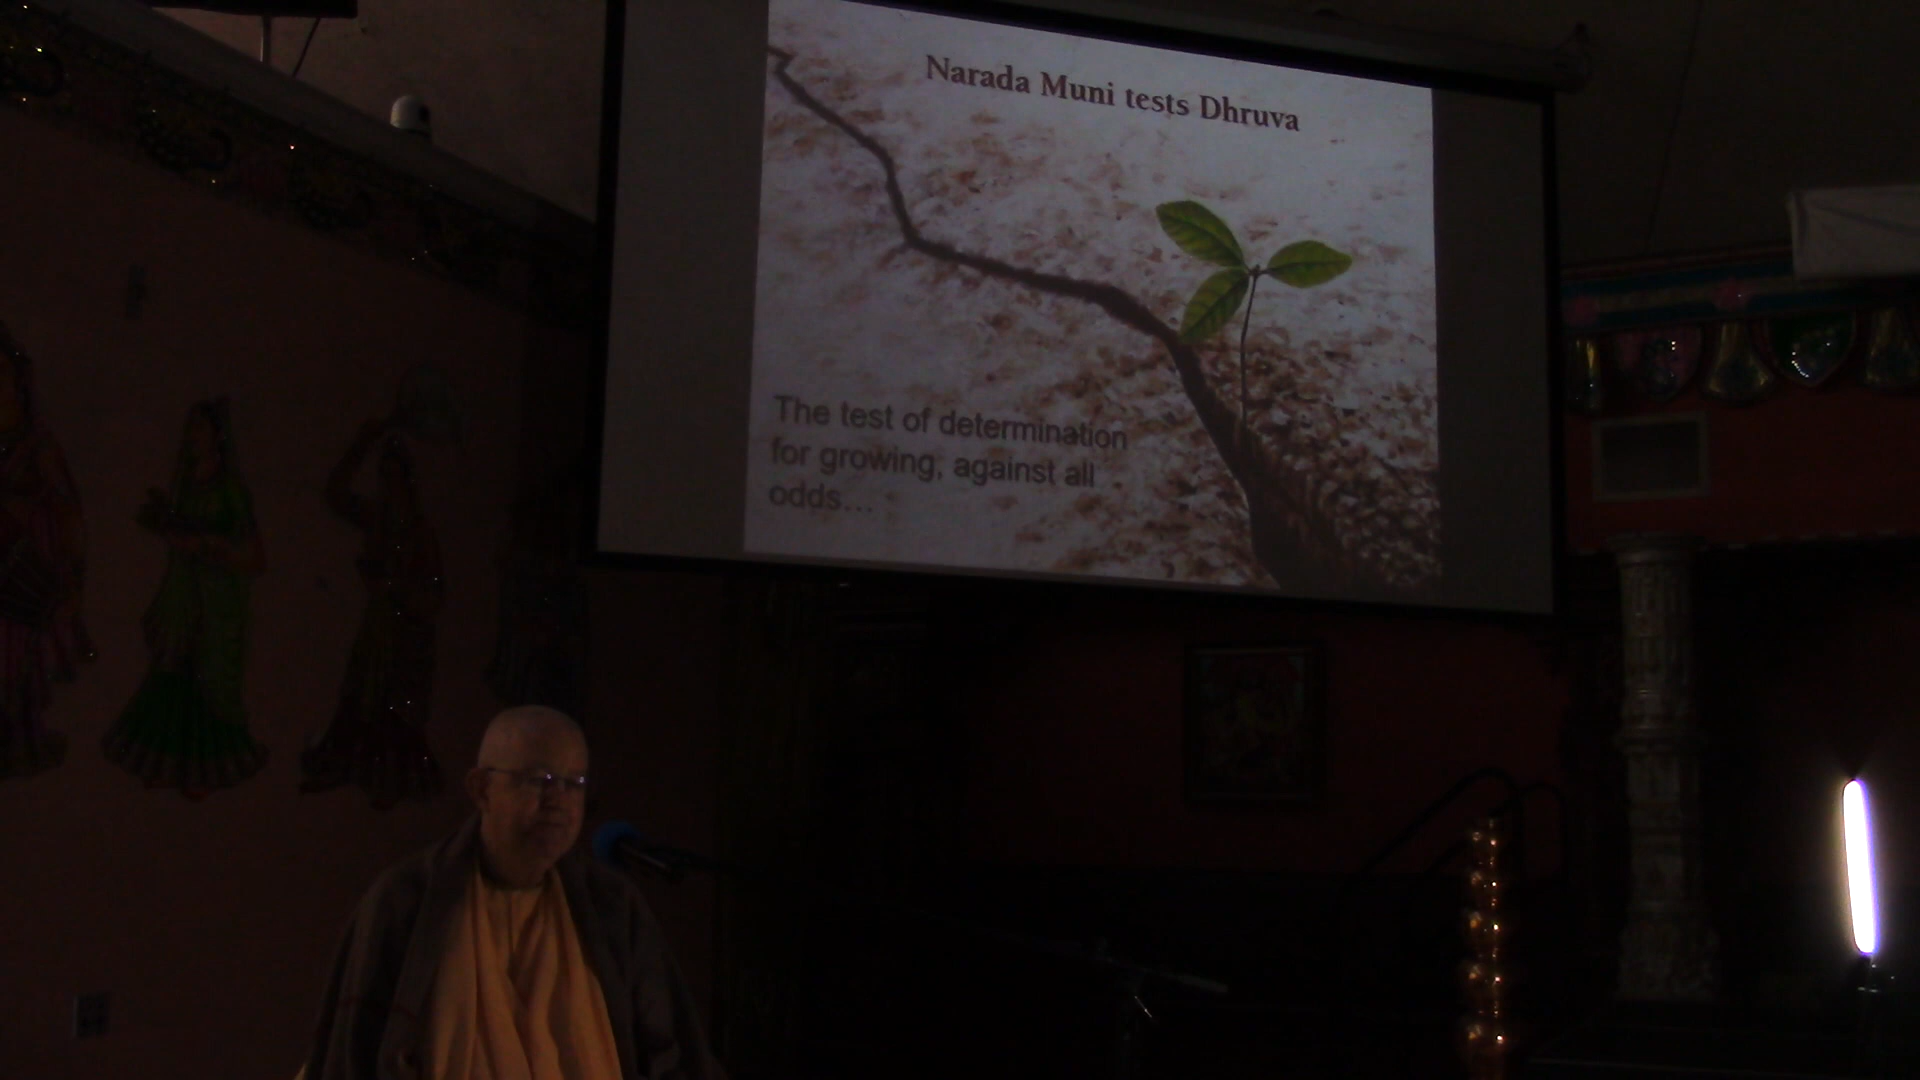 Narada Muni tests Dhruva
The test of determination
for growing, against all
odds...